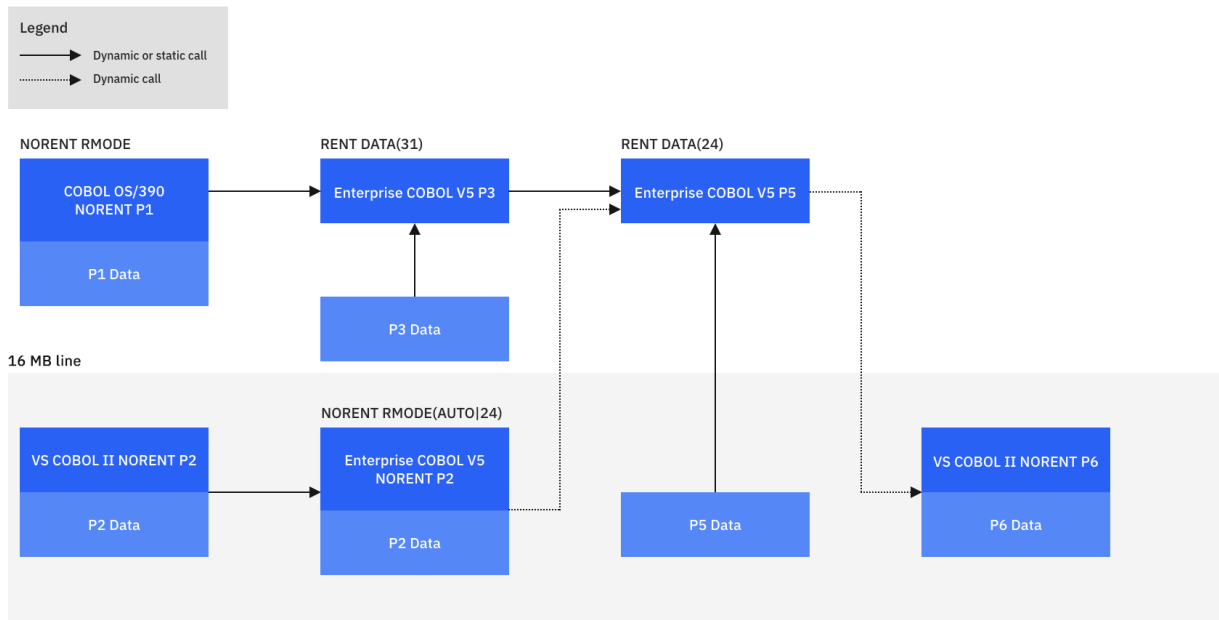 Legend
Dynamic or static call
Dynamic call
NORENT RMODE
RENT DATA(31)
RENT DATA(24)
COBOL OS/390
NORENT P1
Enterprise COBOL V5 P3
Enterprise COBOL V5 P5
P1 Data
P3 Data
16 MB line
NORENT RMODE(AUTO|24)
VS COBOL II NORENT P2
Enterprise COBOL V5
NORENT P2
VS COBOL II NORENT P6
P2 Data
P2 Data
P5 Data
P6 Data